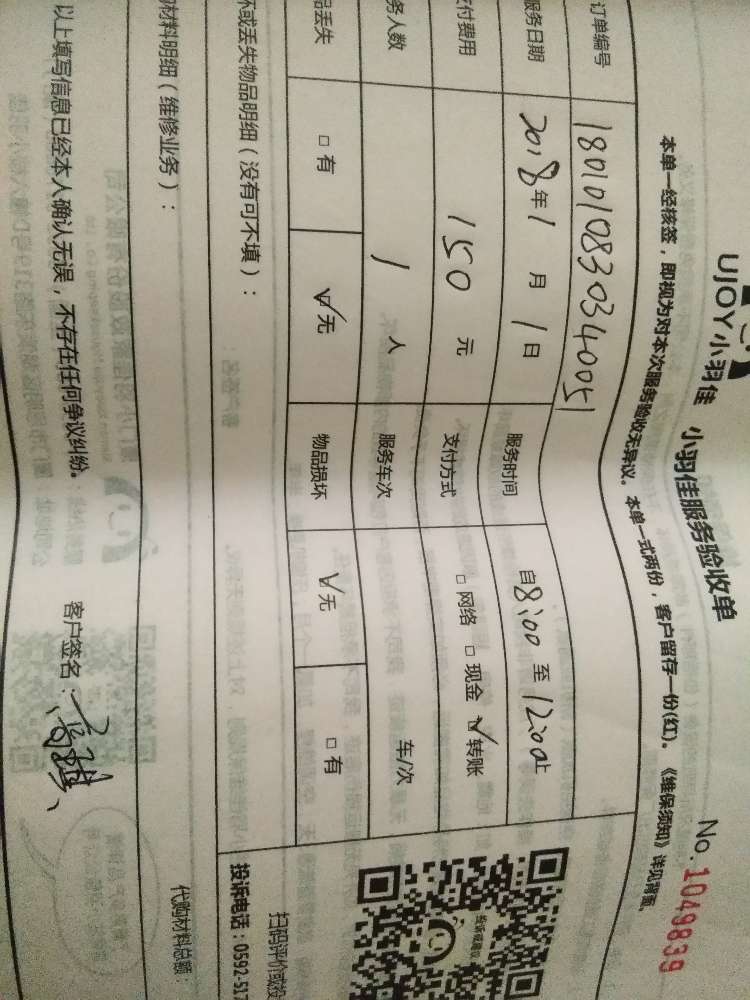 UJOY小羽佳 小羽佳服务验收单
No.1049839
本单一经核签，即视为对本次服务验收无异议。本单一式两份，客户留存一份(红)。《维保须知》详见背面。
订单编号 1801010830340051
服务日期 2018年1月1日 服务时间 自8:00 至12:00止
支付费用 150元 支付方式 □网络 □现金 ☑转账
务人数 1人 服务车次 车/次
品丢失 □有 ☑无 物品损坏 ☑无 □有
坏或丢失物品明细（没有可不填）：
材料明细（维修业务）：
代购材料总额：
以上填写信息已经本人确认无误，不存在任何争议纠纷。 客户签名：
扫码评价或投
投诉电话：0592-517